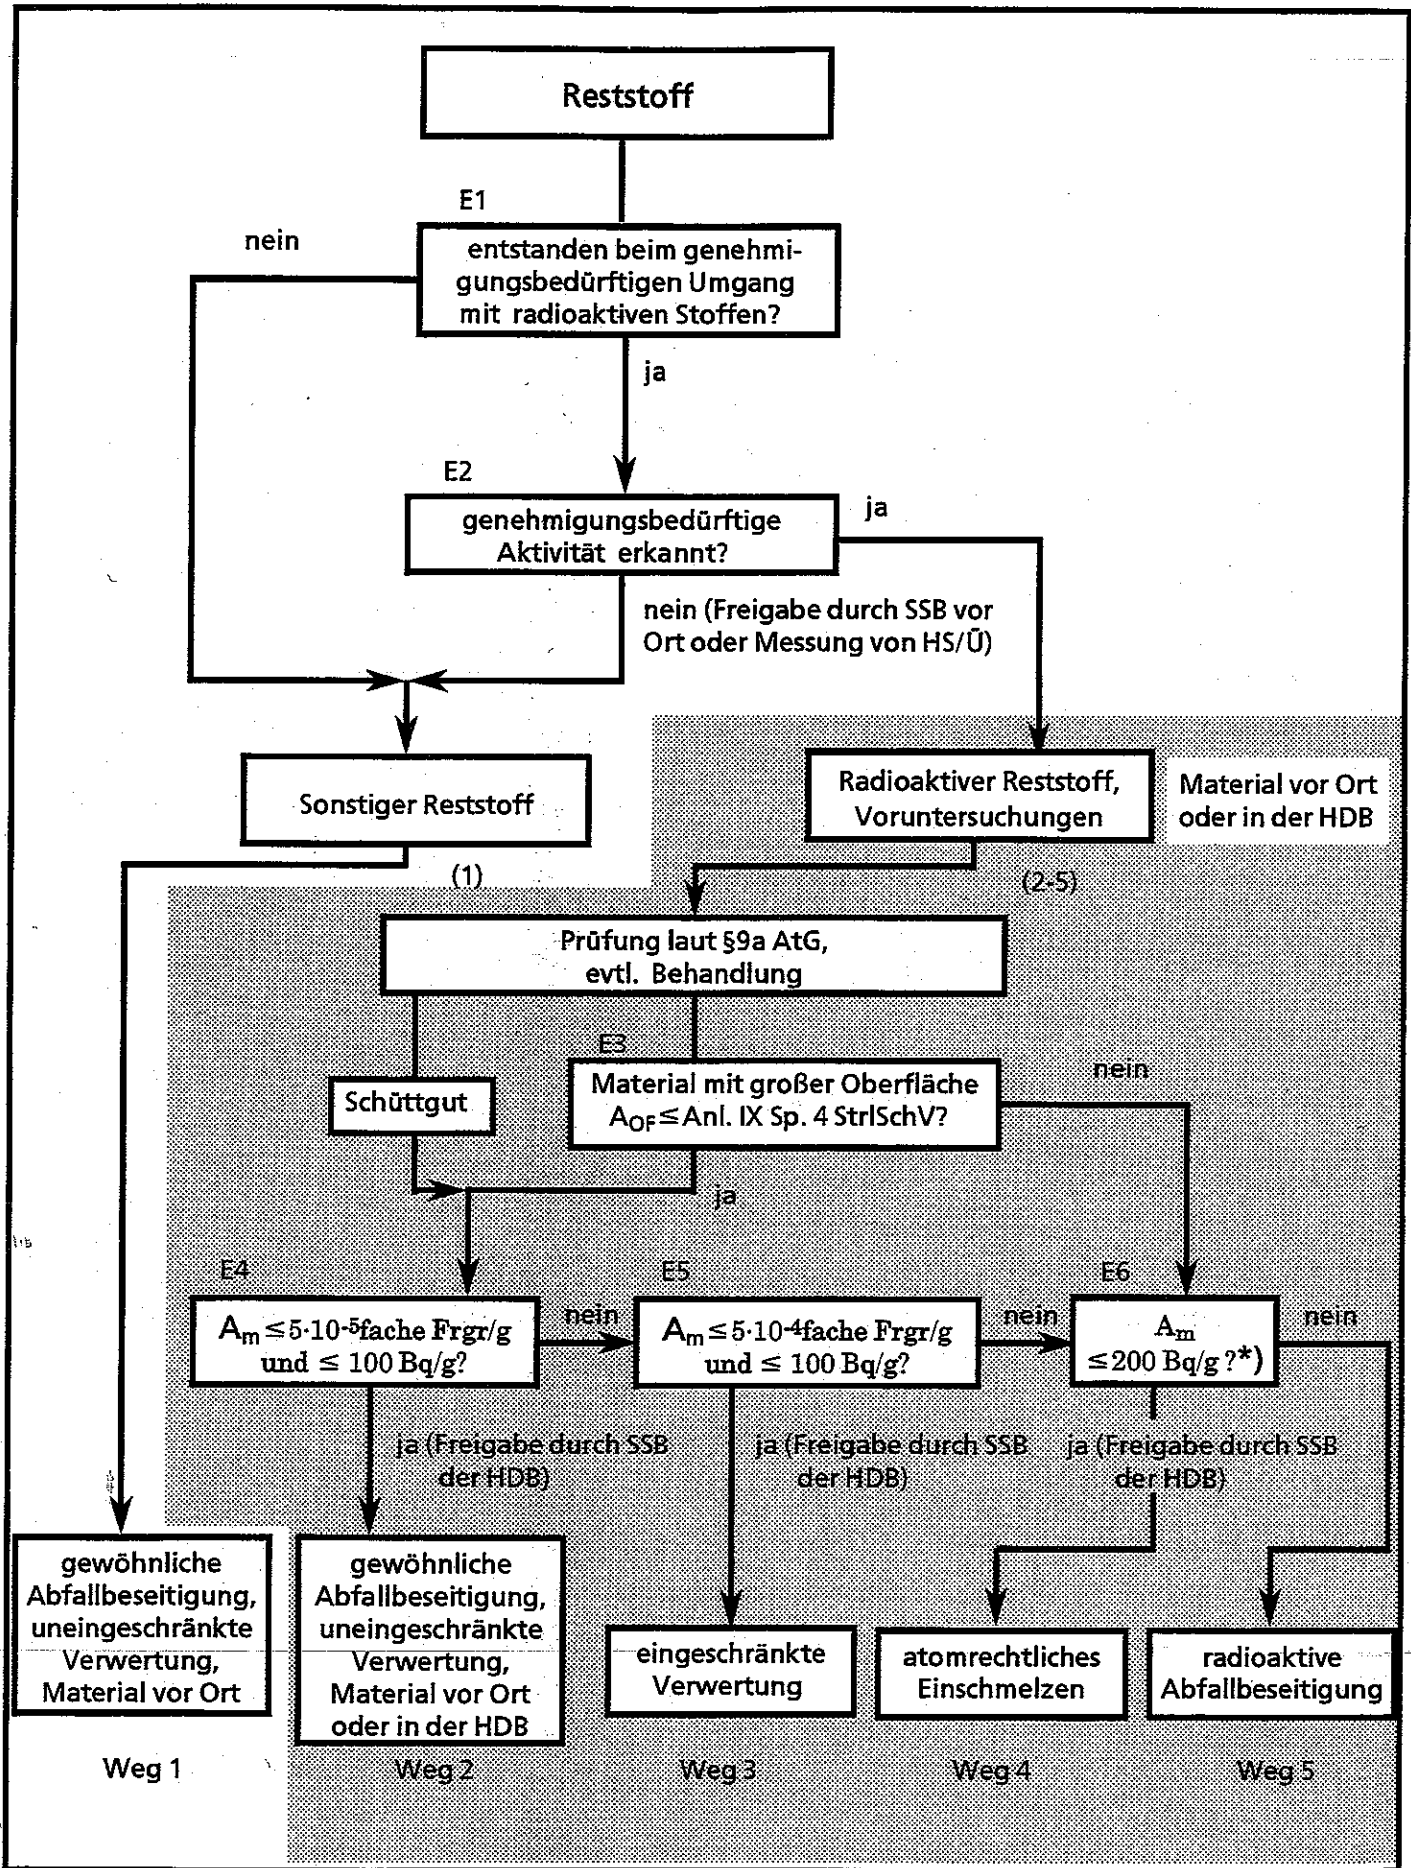 Reststoff
E1
nein
entstanden beim genehmi-
gungsbedürftigen Umgang
mit radioaktiven Stoffen?
ja
E2
genehmigungsbedürftige
Aktivität erkannt?
ja
nein (Freigabe durch SSB vor
Ort oder Messung von HS/Ü)
Sonstiger Reststoff
(1)
Radioaktiver Reststoff,
Voruntersuchungen
Material vor Ort
oder in der HDB
(2-5)
Prüfung laut §9a AtG,
evtl. Behandlung
Schüttgut
E3
Material mit großer Oberfläche
A_OF ≤ Anl. IX Sp. 4 StrlSchV?
nein
ja
E4
A_m ≤ 5·10⁻⁵fache Frgr/g
und ≤ 100 Bq/g?
nein
E5
A_m ≤ 5·10⁻⁴fache Frgr/g
und ≤ 100 Bq/g?
nein
E6
A_m
≤ 200 Bq/g ?*)
nein
ja (Freigabe durch SSB
der HDB)
ja (Freigabe durch SSB
der HDB)
ja (Freigabe durch SSB
der HDB)
gewöhnliche
Abfallbeseitigung,
uneingeschränkte
Verwertung,
Material vor Ort
gewöhnliche
Abfallbeseitigung,
uneingeschränkte
Verwertung,
Material vor Ort
oder in der HDB
eingeschränkte
Verwertung
atomrechtliches
Einschmelzen
radioaktive
Abfallbeseitigung
Weg 1
Weg 2
Weg 3
Weg 4
Weg 5